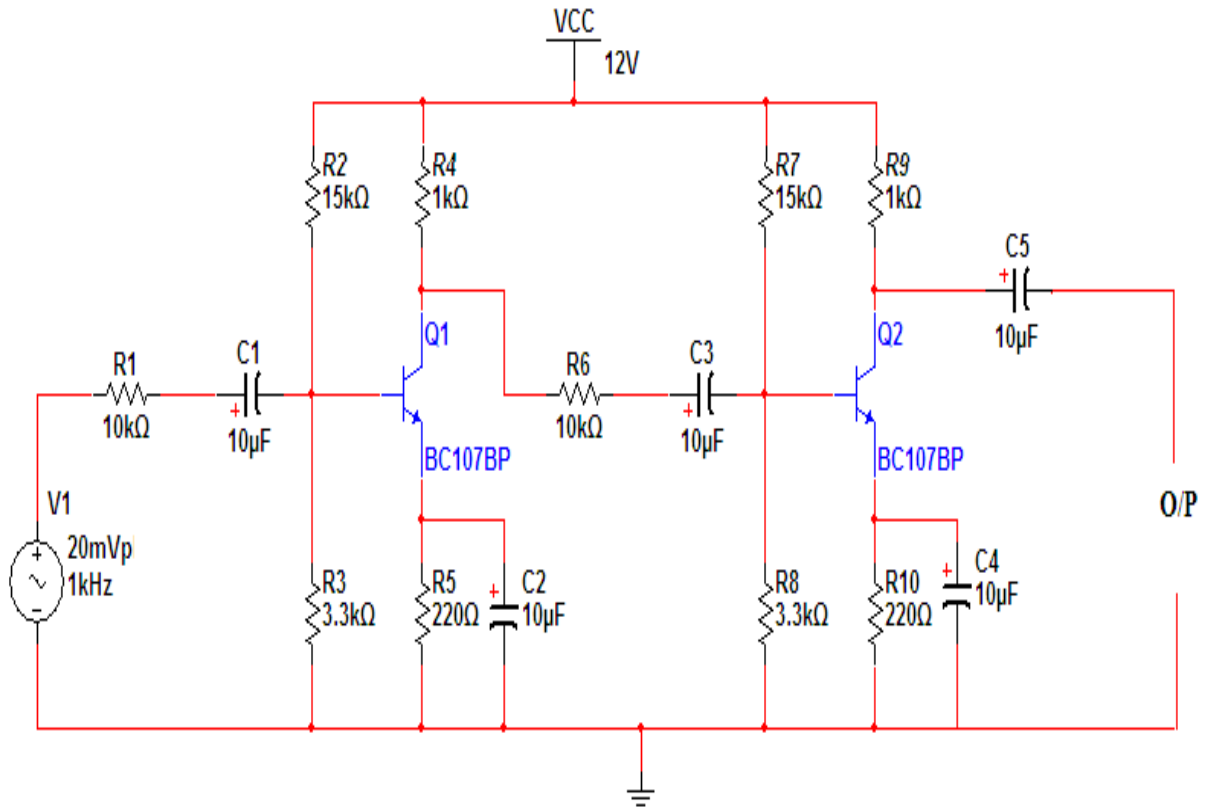 VCC
12V
R2
15kΩ
R4
1kΩ
R7
15kΩ
R9
1kΩ
C5
+
10µF
Q1
Q2
R1
10kΩ
C1
+
10µF
R6
10kΩ
C3
+
10µF
BC107BP
BC107BP
V1
20mVp
1kHz
+
R3
3.3kΩ
R5
220Ω
+
C2
10µF
R8
3.3kΩ
R10
220Ω
+
C4
10µF
O/P